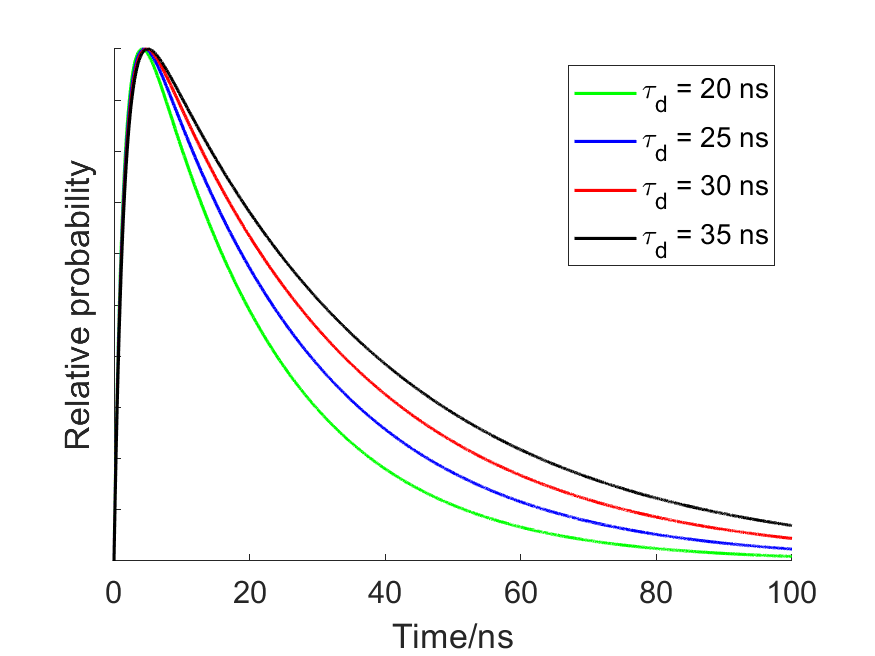 τd = 20 ns
τd = 25 ns
τd = 30 ns
τd = 35 ns
Relative probability
0 20 40 60 80 100
Time/ns